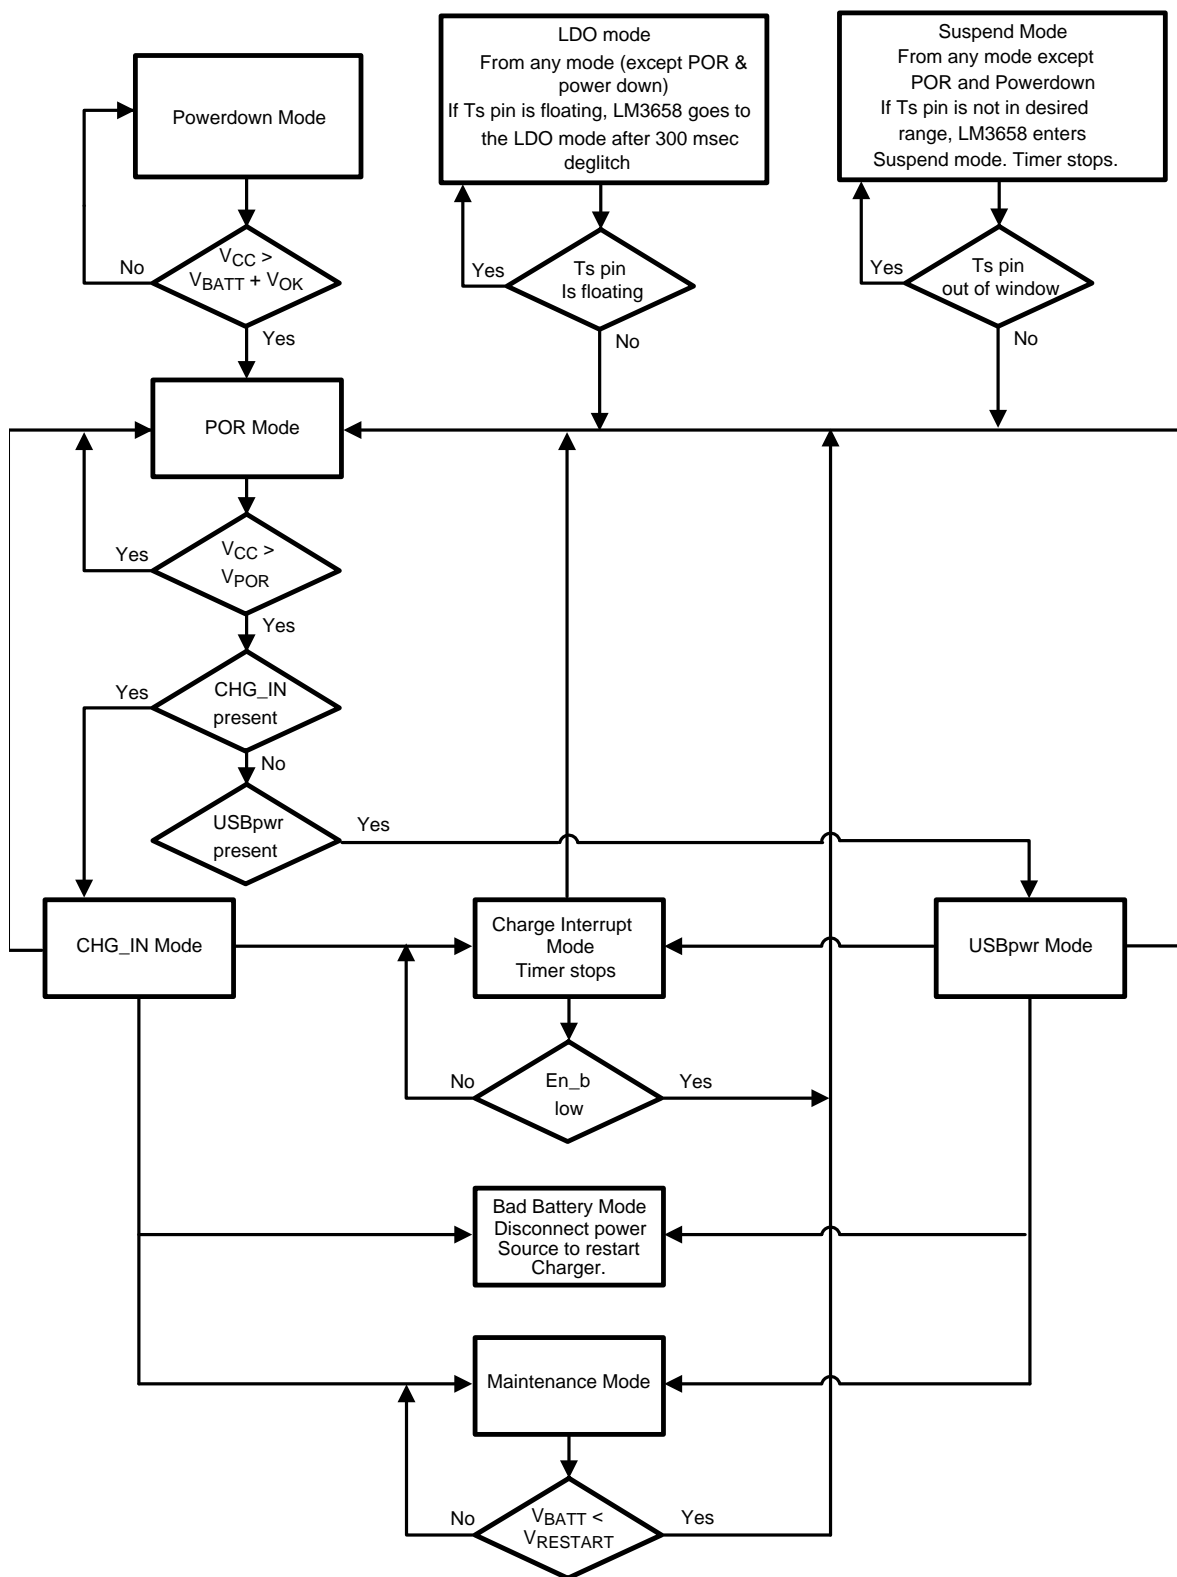 Powerdown Mode
VCC >
VBATT + VOK
No
Yes
LDO mode
From any mode (except POR &
power down)
If Ts pin is floating, LM3658 goes to
the LDO mode after 300 msec
deglitch
Yes
Ts pin
Is floating
No
Suspend Mode
From any mode except
POR and Powerdown
If Ts pin is not in desired
range, LM3658 enters
Suspend mode. Timer stops.
Yes
Ts pin
out of window
No
POR Mode
Yes
VCC >
VPOR
Yes
Yes
CHG_IN
present
No
USBpwr
present
Yes
CHG_IN Mode
Charge Interrupt
Mode
Timer stops
USBpwr Mode
No
En_b
low
Yes
Bad Battery Mode
Disconnect power
Source to restart
Charger.
Maintenance Mode
No
VBATT <
VRESTART
Yes